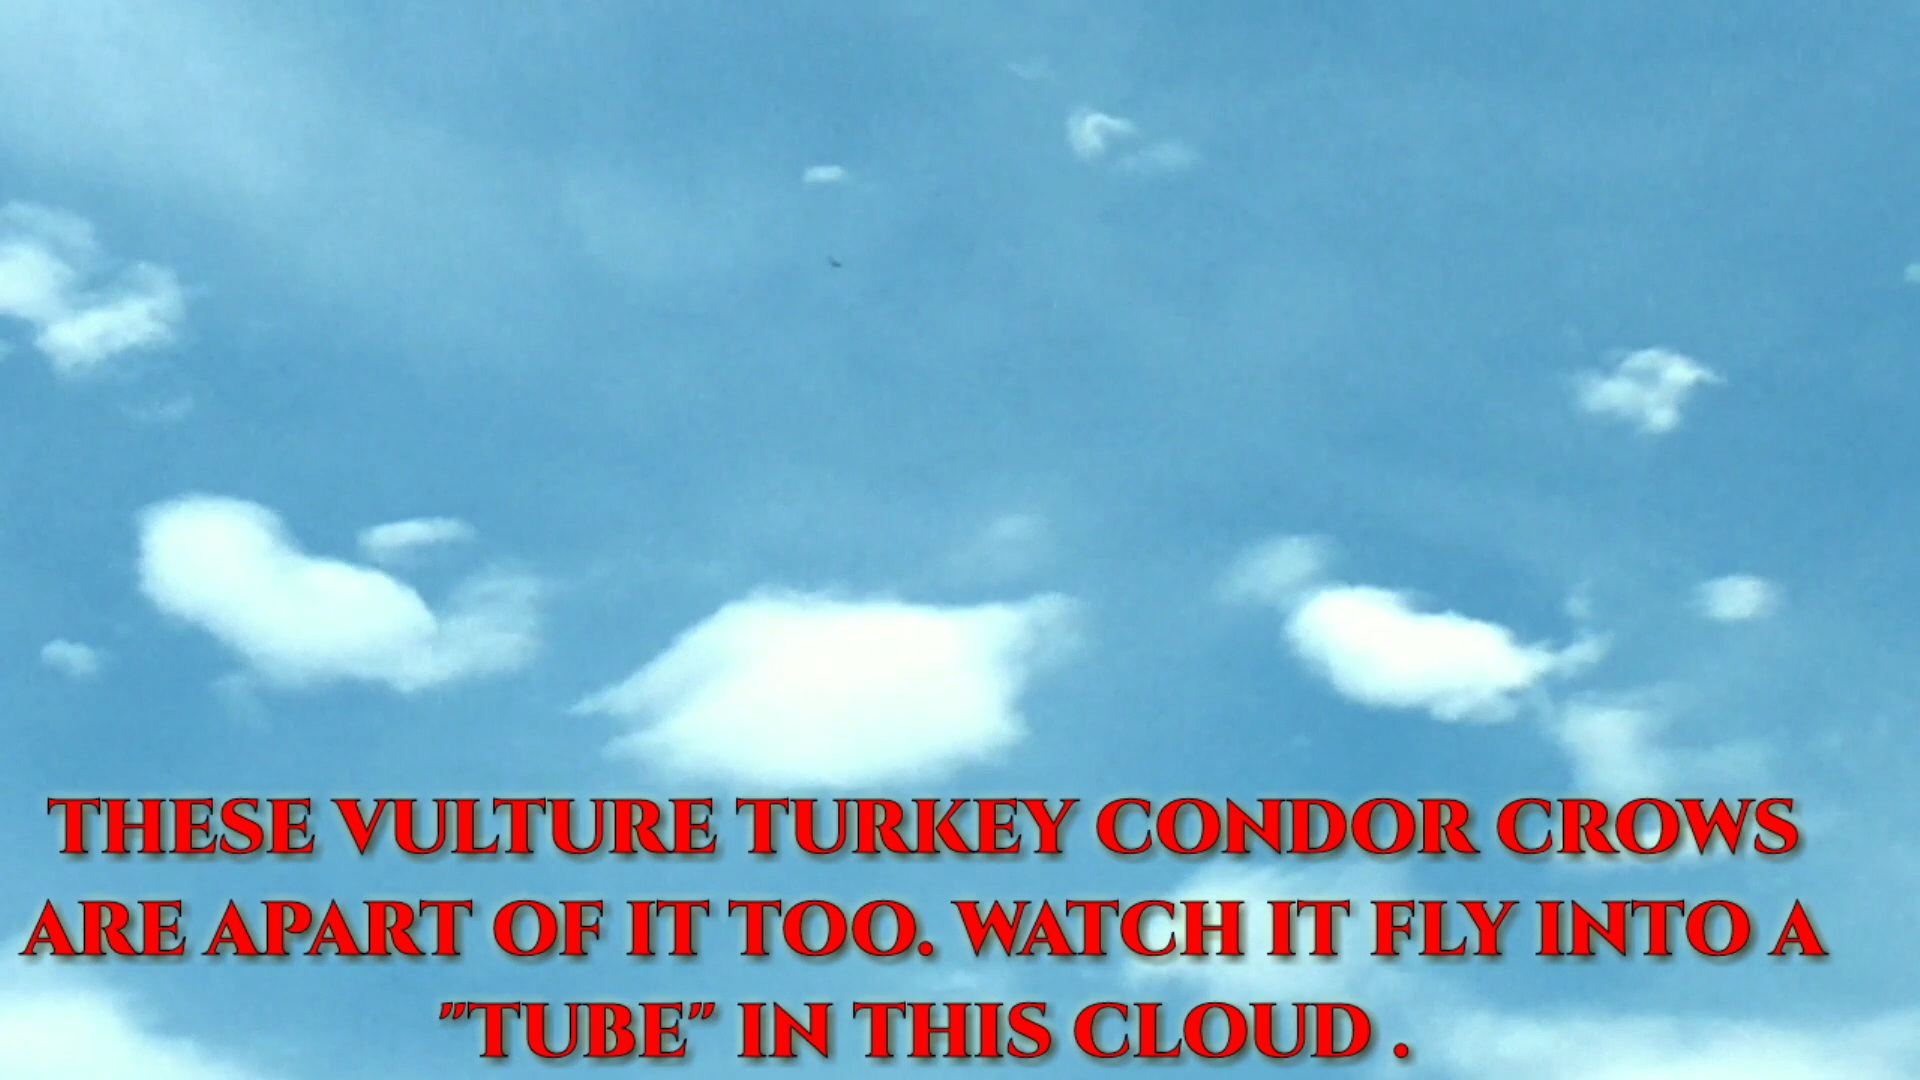 THESE VULTURE TURKEY CONDOR CROWS
ARE APART OF IT TOO. WATCH IT FLY INTO A
"TUBE" IN THIS CLOUD .